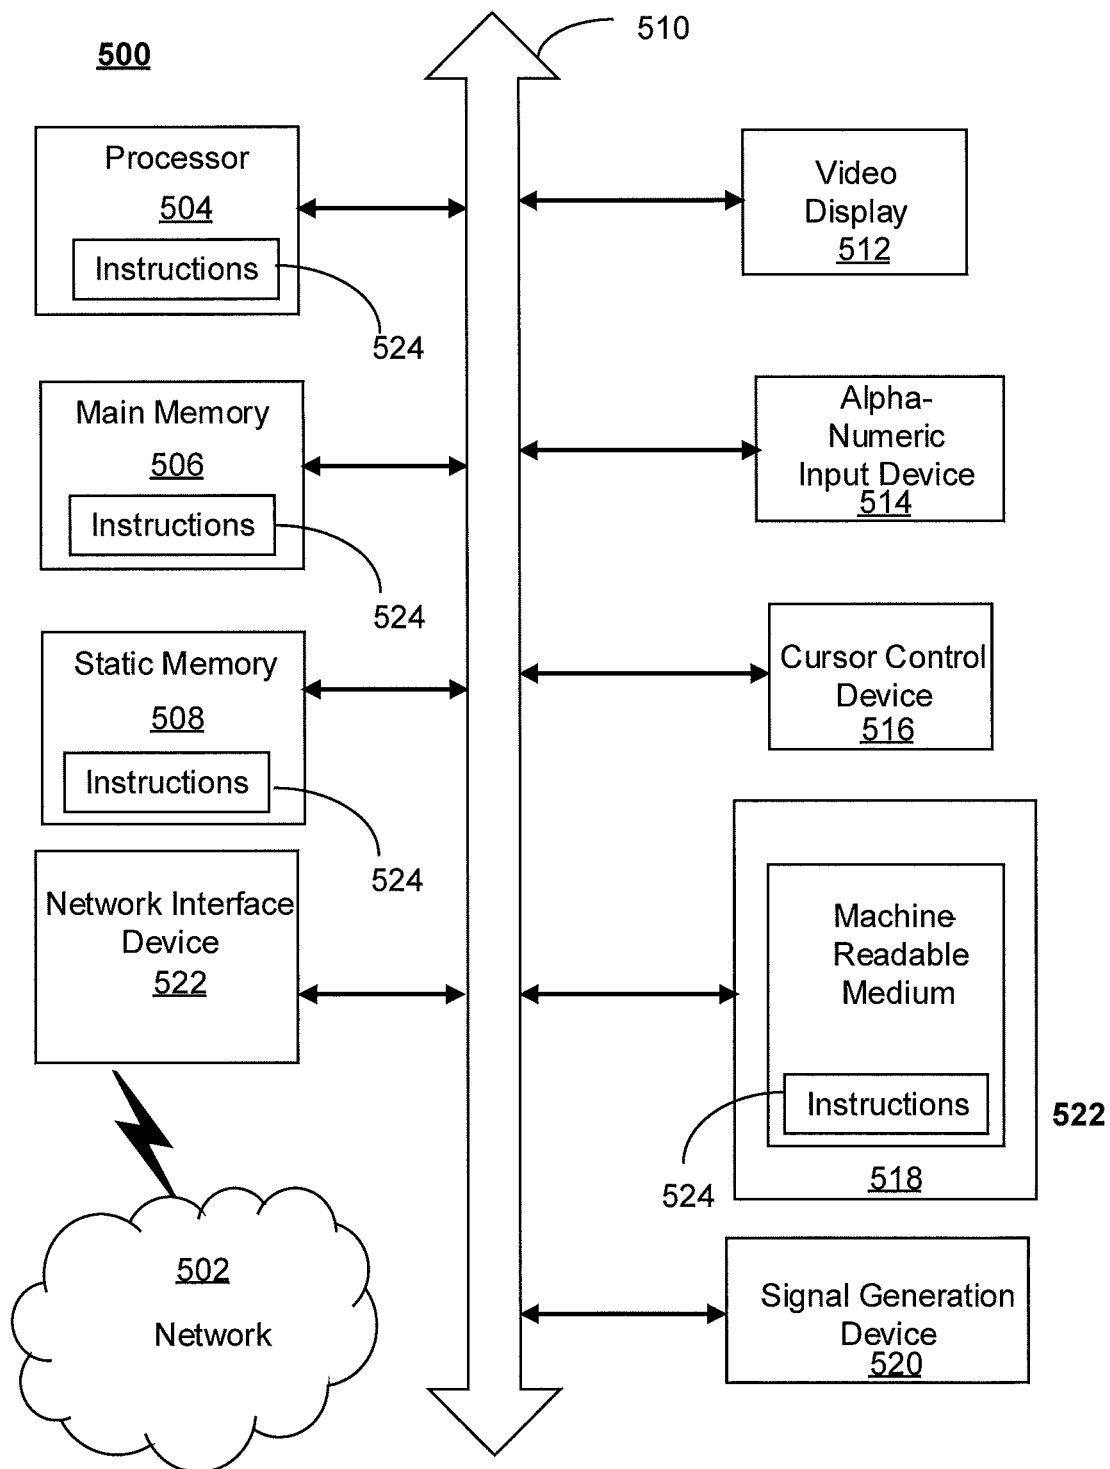 500
510
Processor
504
Instructions
524
Main Memory
506
Instructions
524
Static Memory
508
Instructions
524
Network Interface
Device
522
502
Network
Video
Display
512
Alpha-
Numeric
Input Device
514
Cursor Control
Device
516
Machine
Readable
Medium
Instructions
522
518
524
Signal Generation
Device
520